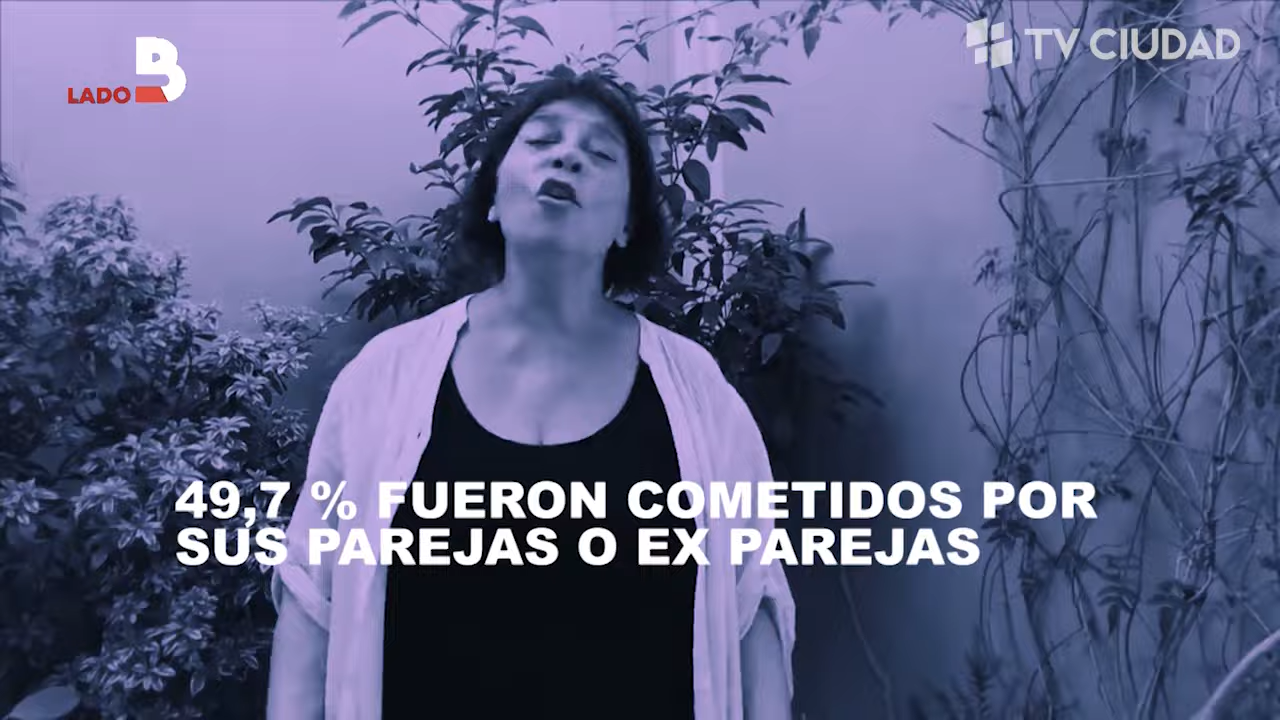 LADO B
TV CIUDAD
49,7 % FUERON COMETIDOS POR
SUS PAREJAS O EX PAREJAS